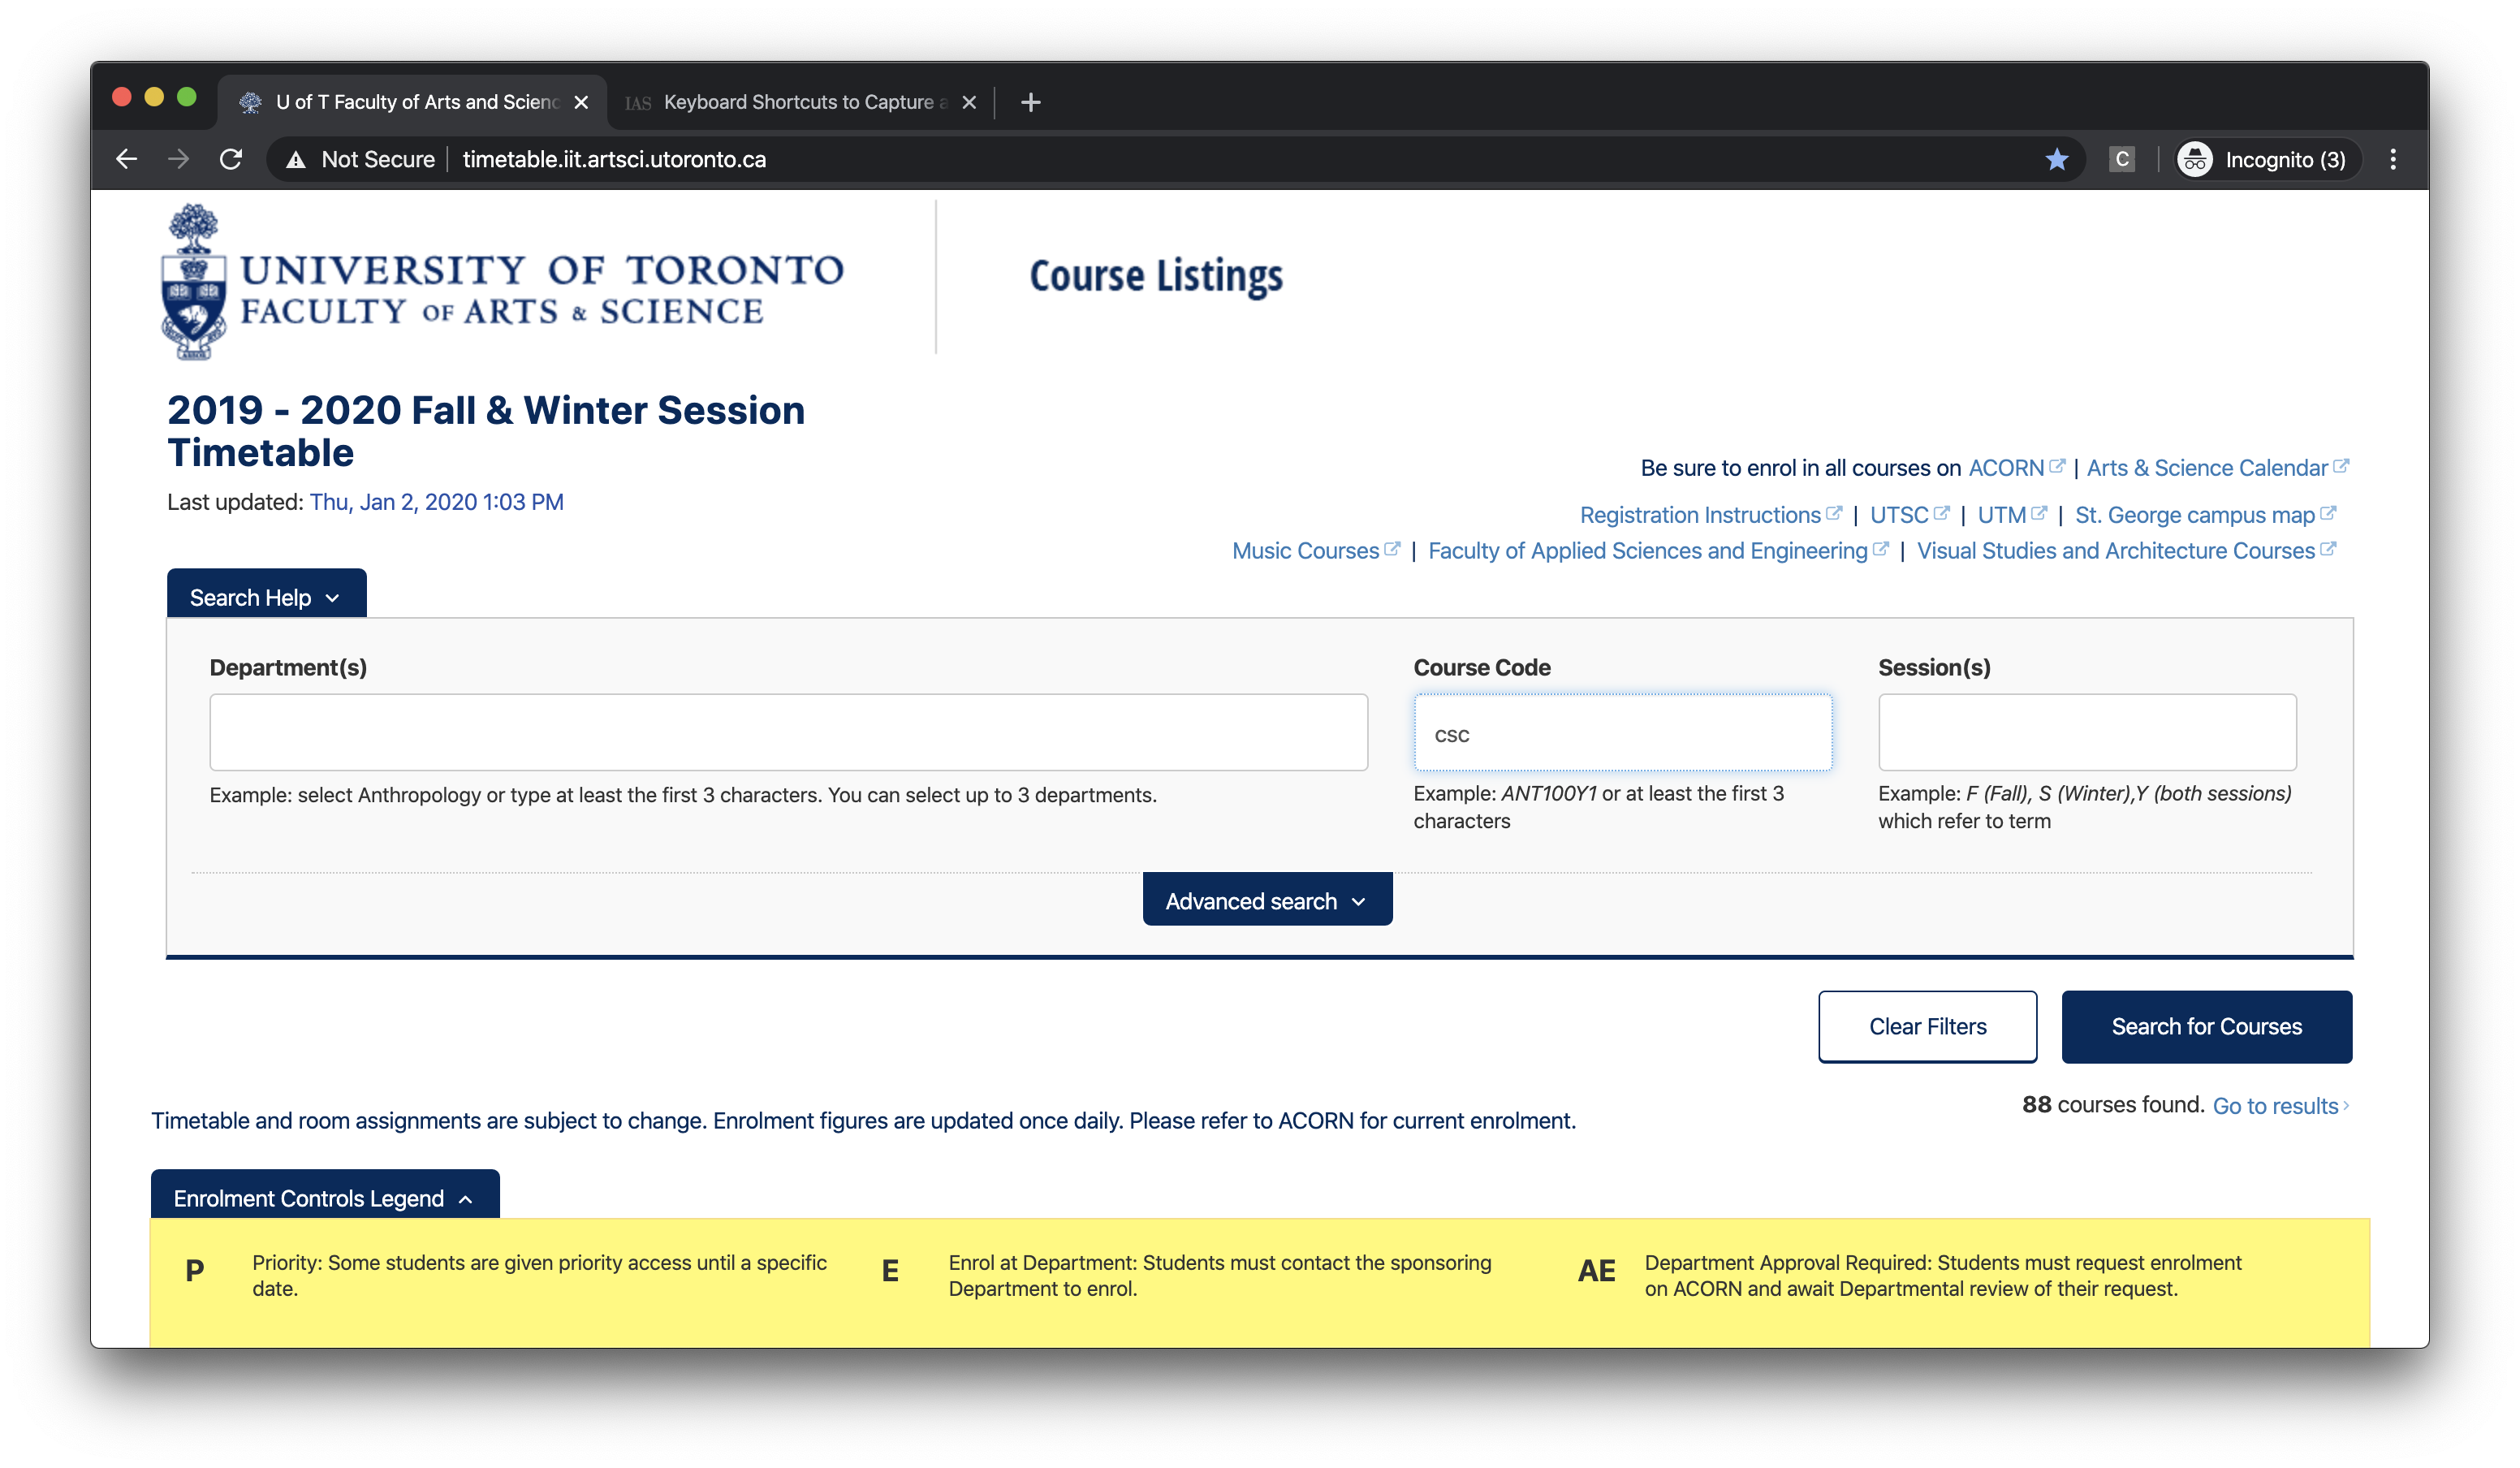 U of T Faculty of Arts and Scienc
IAS Keyboard Shortcuts to Capture a
Not Secure timetable.iit.artsci.utoronto.ca
C
Incognito (3)
UNIVERSITY OF TORONTO
FACULTY OF ARTS & SCIENCE
Course Listings
2019 - 2020 Fall & Winter Session
Timetable
Last updated: Thu, Jan 2, 2020 1:03 PM
Be sure to enrol in all courses on ACORN | Arts & Science Calendar
Registration Instructions | UTSC | UTM | St. George campus map
Music Courses | Faculty of Applied Sciences and Engineering | Visual Studies and Architecture Courses
Search Help
Department(s)
Example: select Anthropology or type at least the first 3 characters. You can select up to 3 departments.
Course Code
csc
Example: ANT100Y1 or at least the first 3
characters
Session(s)
Example: F (Fall), S (Winter),Y (both sessions)
which refer to term
Advanced search
Clear Filters
Search for Courses
88 courses found. Go to results
Timetable and room assignments are subject to change. Enrolment figures are updated once daily. Please refer to ACORN for current enrolment.
Enrolment Controls Legend
P
Priority: Some students are given priority access until a specific
date.
E
Enrol at Department: Students must contact the sponsoring
Department to enrol.
AE
Department Approval Required: Students must request enrolment
on ACORN and await Departmental review of their request.